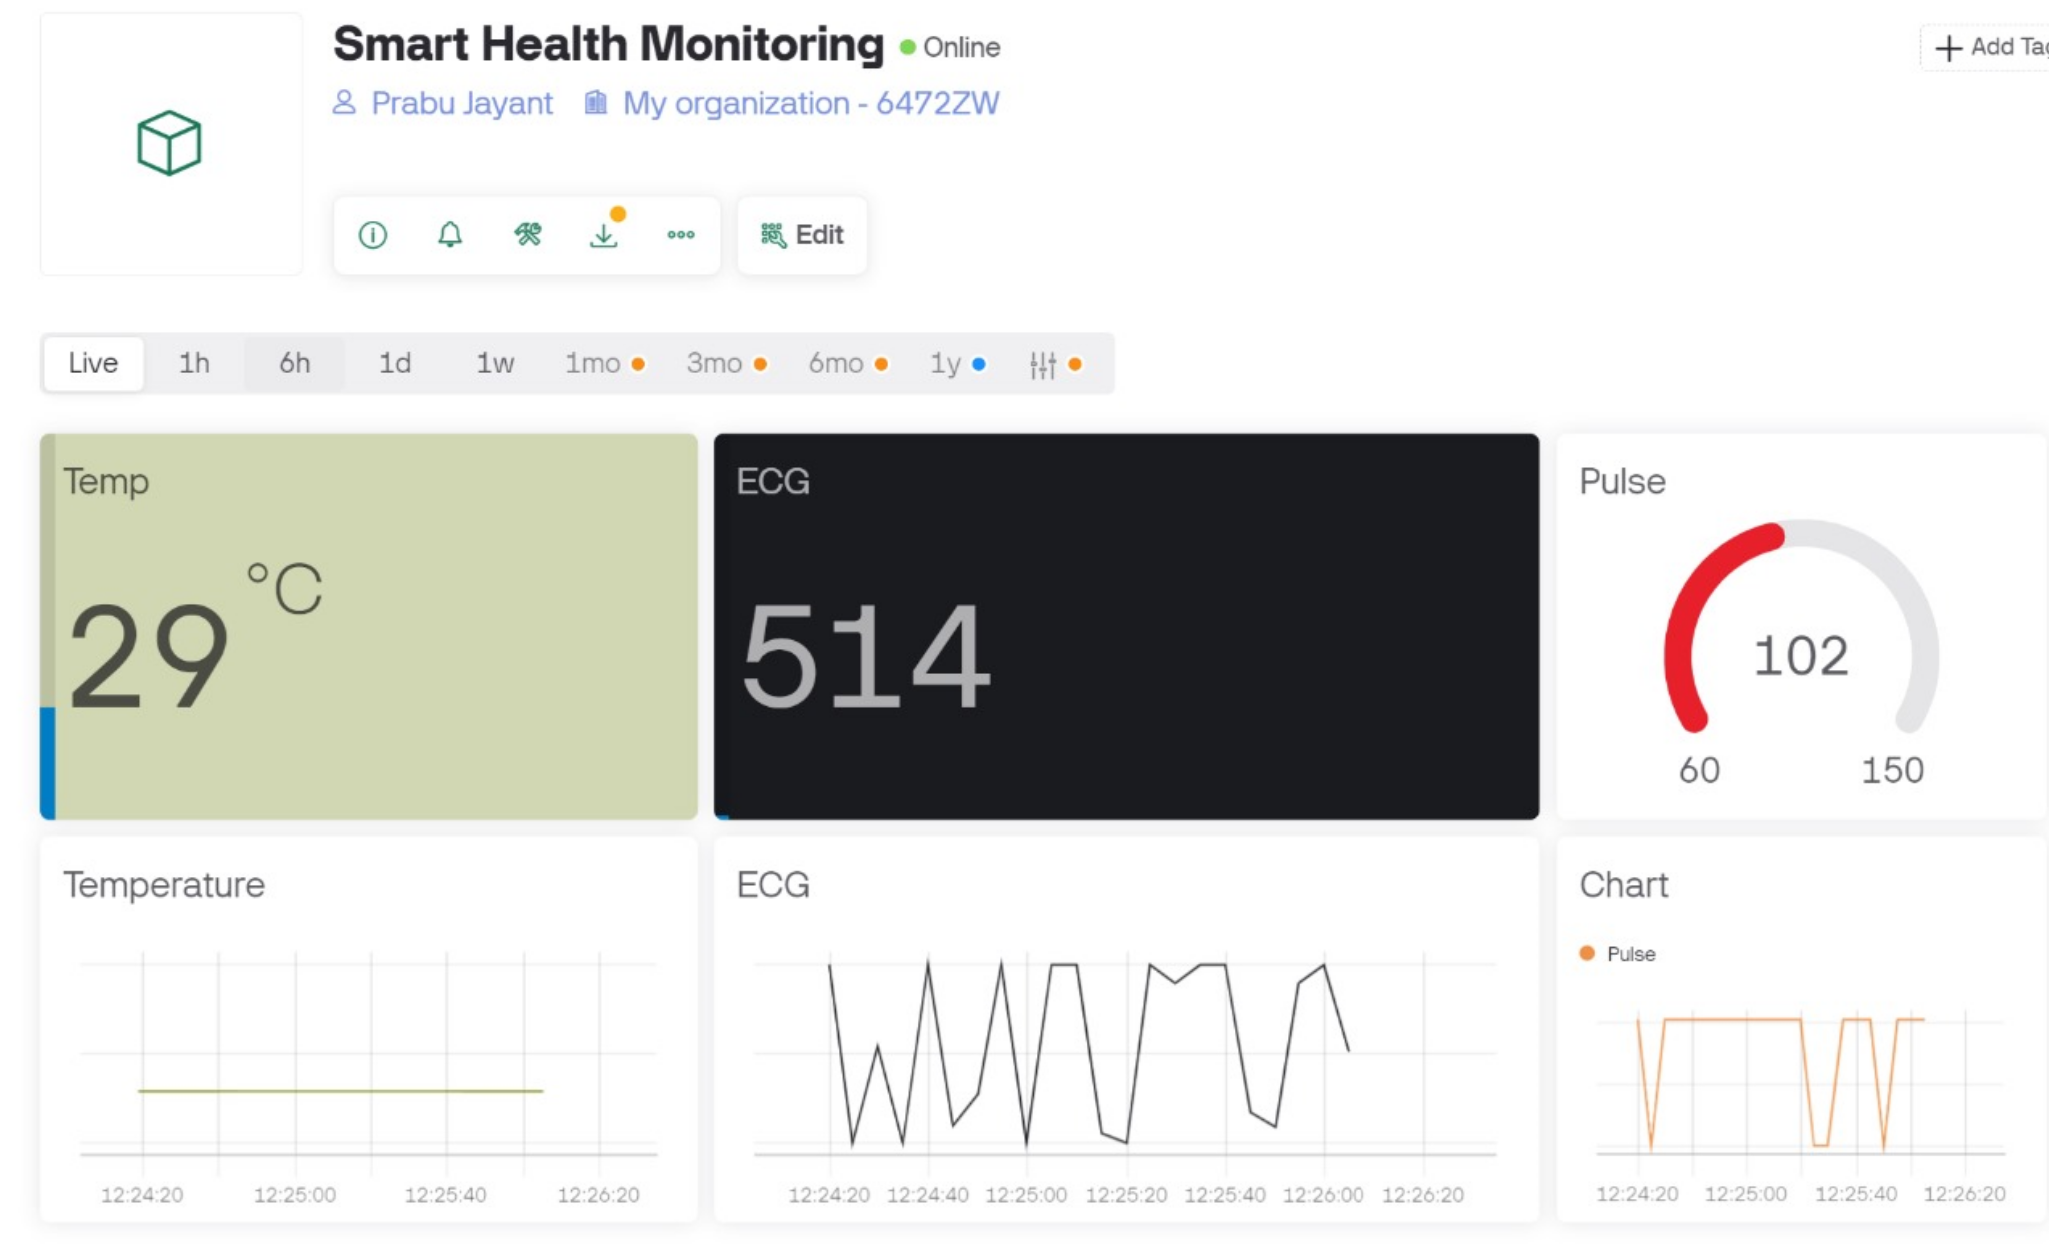 Smart Health Monitoring Online
Prabu Jayant My organization - 6472ZW
Edit
Live 1h 6h 1d 1w 1mo 3mo 6mo 1y
Temp
29 °C
ECG
514
Pulse
102
60 150
Temperature
12:24:20 12:25:00 12:25:40 12:26:20
ECG
12:24:20 12:24:40 12:25:00 12:25:20 12:25:40 12:26:00 12:26:20
Chart
Pulse
12:24:20 12:25:00 12:25:40 12:26:20
+ Add